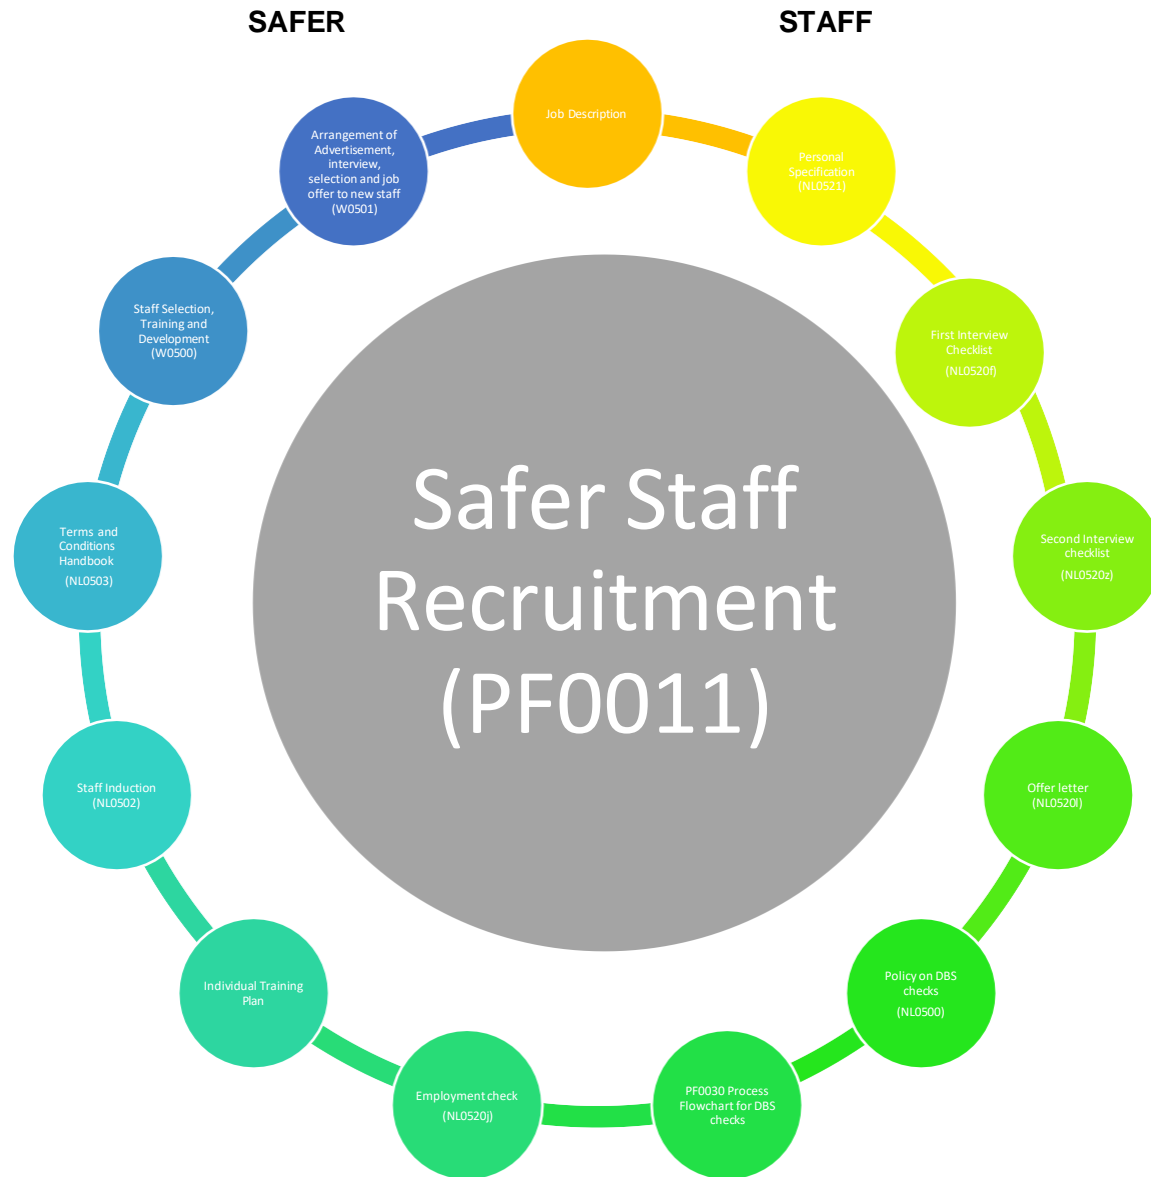 SAFER
STAFF
Job Description
Personal
Specification
(NL0521)
First Interview
Checklist
(NL0520f)
Second Interview
checklist
(NL0520z)
Offer letter
(NL0520l)
Policy on DBS
checks
(NL0500)
PF0030 Process
Flowchart for DBS
checks
Employment check
(NL0520j)
Individual Training
Plan
Staff Induction
(NL0502)
Terms and
Conditions
Handbook
(NL0503)
Staff Selection,
Training and
Development
(W0500)
Arrangement of
Advertisement,
interview,
selection and job
offer to new staff
(W0501)
Safer Staff
Recruitment
(PF0011)